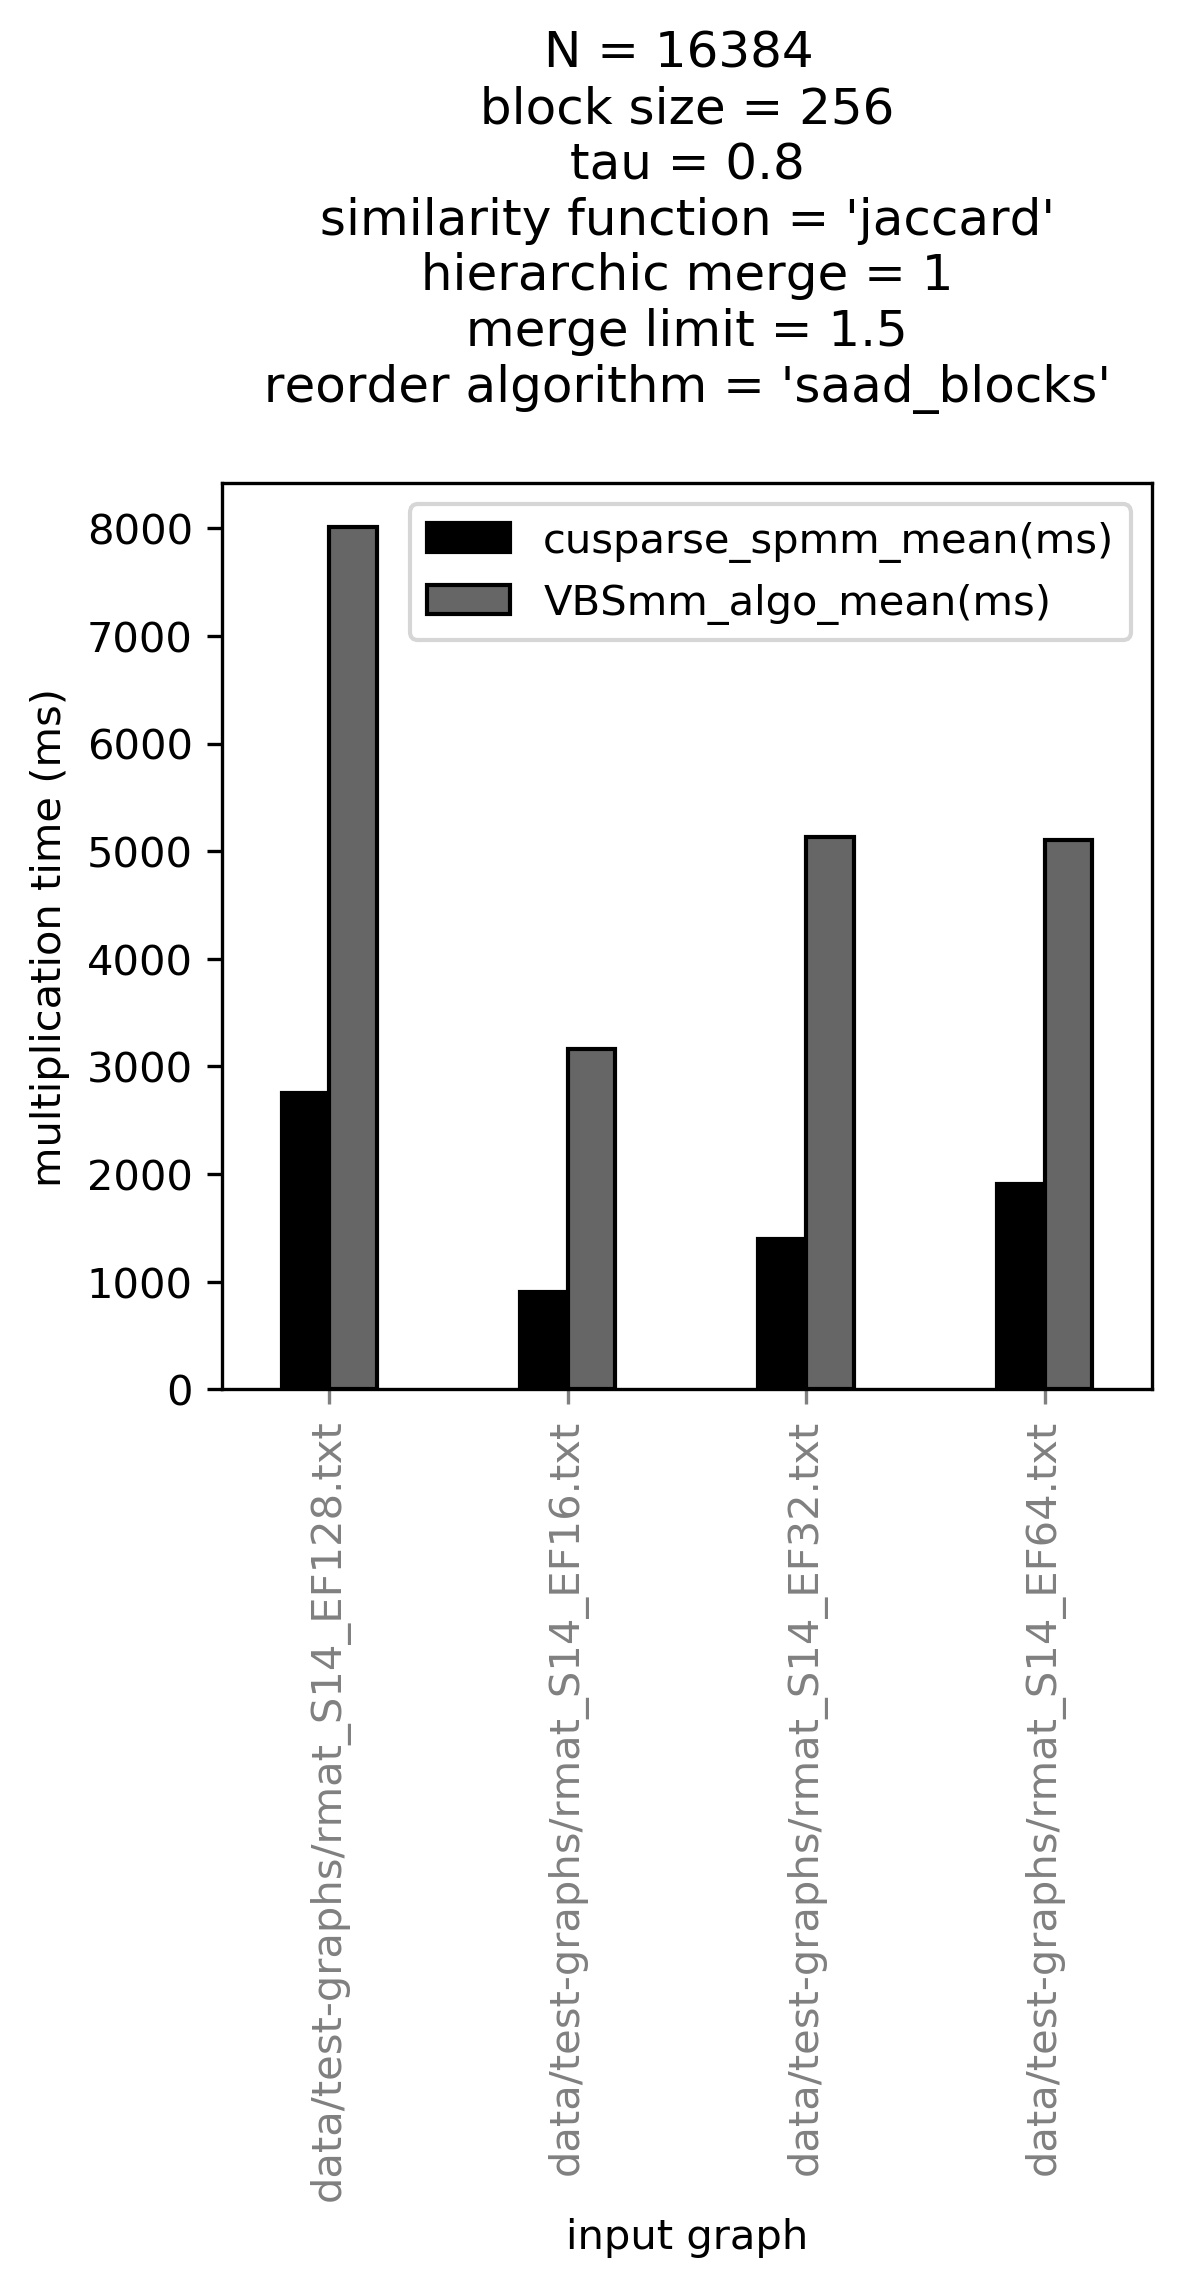 N = 16384
block size = 256
tau = 0.8
similarity function = 'jaccard'
hierarchic merge = 1
merge limit = 1.5
reorder algorithm = 'saad_blocks'
cusparse_spmm_mean(ms)
VBSmm_algo_mean(ms)
multiplication time (ms)
8000
7000
6000
5000
4000
3000
2000
1000
0
data/test-graphs/rmat_S14_EF128.txt
data/test-graphs/rmat_S14_EF16.txt
data/test-graphs/rmat_S14_EF32.txt
data/test-graphs/rmat_S14_EF64.txt
input graph